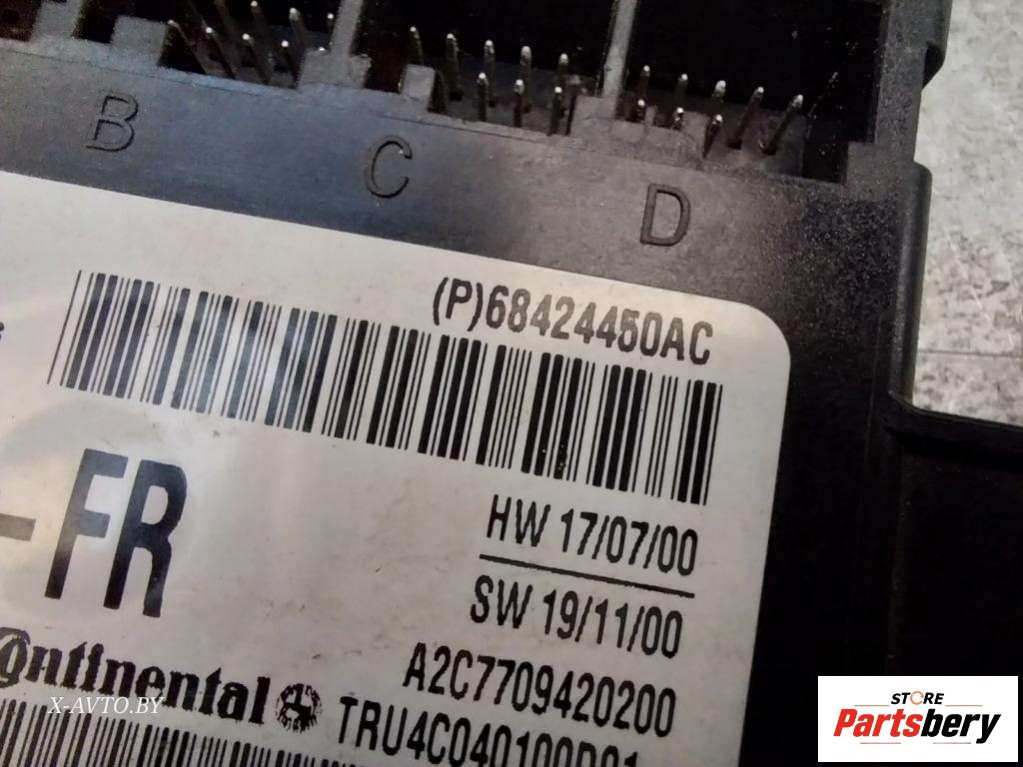 B
C
D
(P)68424450AC
- FR
HW 17/07/00
SW 19/11/00
Continental
A2C7709420200
X-AVTO.BY
STORE
Partsbery